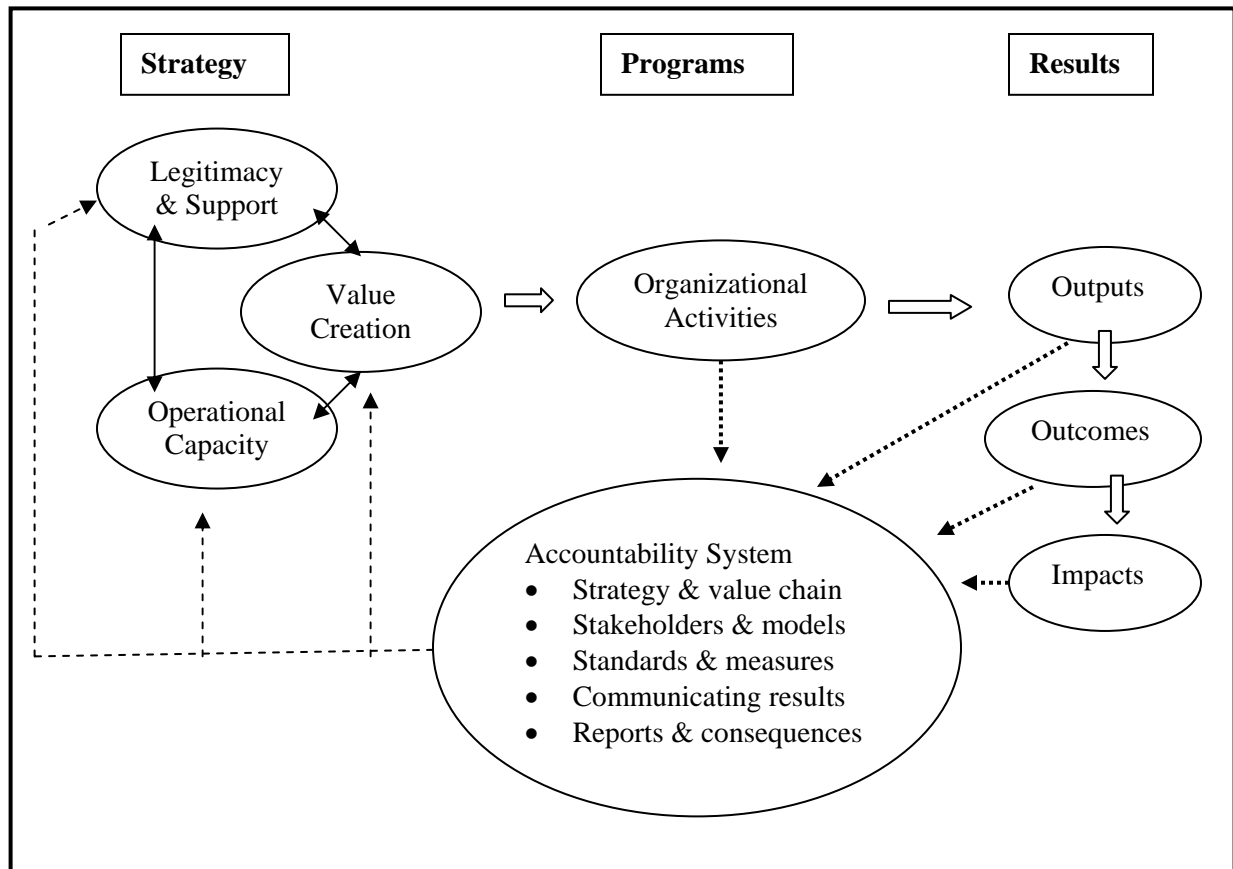 Strategy
Programs
Results
Legitimacy
& Support
Value
Creation
Operational
Capacity
Organizational
Activities
Outputs
Outcomes
Impacts
Accountability System
• Strategy & value chain
• Stakeholders & models
• Standards & measures
• Communicating results
• Reports & consequences